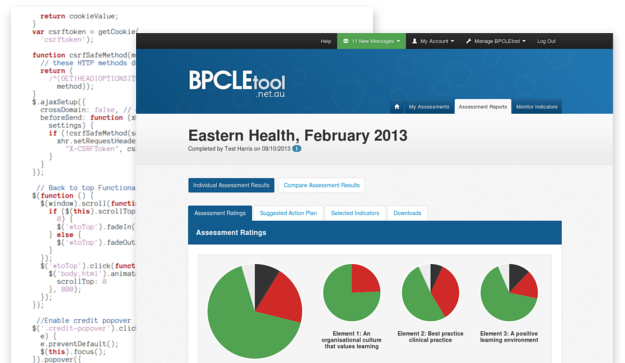 return cookieValue;
}
var csrftoken = getCookie(
'csrftoken');
function csrfSafeMethod(m
// these HTTP methods d
return (
/^(GET|HEAD|OPTIONS|T
method));
}
$.ajaxSetup({
crossDomain: false, //
beforeSend: function (x
settings) {
if (!csrfSafeMethod(s
xhr.setRequestHeade
"X-CSRFToken", cs
}
}
});
// Back to top Functiona
$(function () {
$(window).scroll(functi
if ($(this).scrollTop
0) {
$('#toTop').fadeIn(
} else {
$('#toTop').fadeOut
}
});
$('#toTop').click(funct
$('body,html').animat
scrollTop: 0
}, 800);
});
});
//Enable credit popover
$('.credit-popover').clic
e) {
e.preventDefault();
$(this).focus();
}).popover({
Help 11 New Messages My Account Manage BPCLEtool Log Out
BPCLEtool
.net.au
My Assessments Assessment Reports Monitor Indicators
Eastern Health, February 2013
Completed by Test Harris on 08/10/2013 i
Individual Assessment Results Compare Assessment Results
Assessment Ratings Suggested Action Plan Selected Indicators Downloads
Assessment Ratings
Element 1: An
organisational culture
that values learning
Element 2: Best practice
clinical practice
Element 3: A positive
learning environment